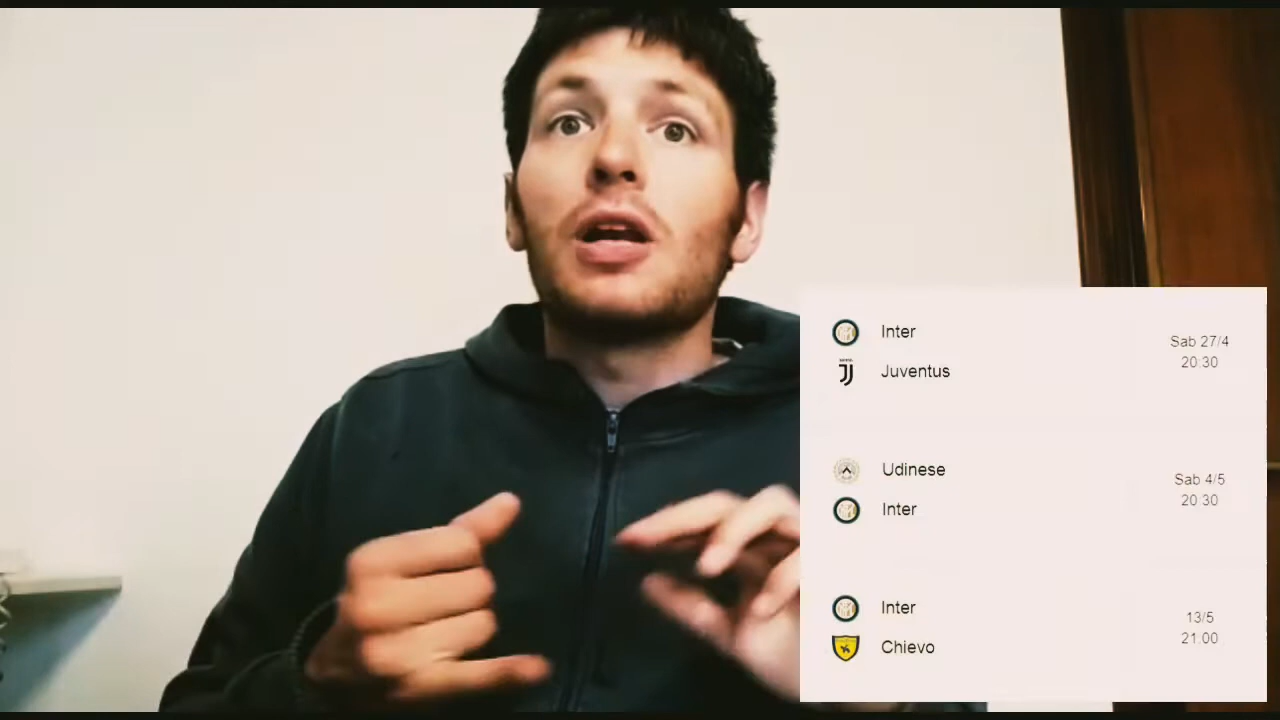 Inter
Juventus
Sab 27/4
20:30
Udinese
Inter
Sab 4/5
20:30
Inter
Chievo
13/5
21:00